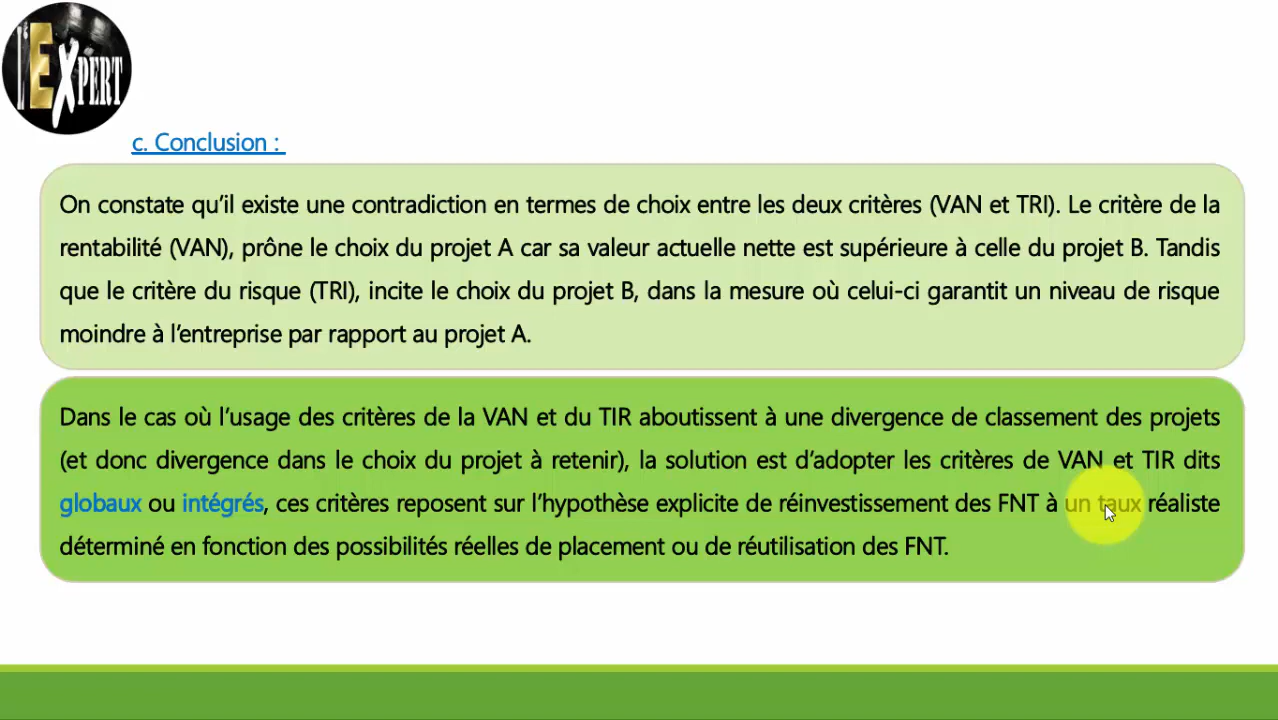 l'EXPERT
c. Conclusion :
On constate qu'il existe une contradiction en termes de choix entre les deux critères (VAN et TRI). Le critère de la
rentabilité (VAN), prône le choix du projet A car sa valeur actuelle nette est supérieure à celle du projet B. Tandis
que le critère du risque (TRI), incite le choix du projet B, dans la mesure où celui-ci garantit un niveau de risque
moindre à l'entreprise par rapport au projet A.
Dans le cas où l'usage des critères de la VAN et du TIR aboutissent à une divergence de classement des projets
(et donc divergence dans le choix du projet à retenir), la solution est d'adopter les critères de VAN et TIR dits
globaux ou intégrés, ces critères reposent sur l'hypothèse explicite de réinvestissement des FNT à un taux réaliste
déterminé en fonction des possibilités réelles de placement ou de réutilisation des FNT.